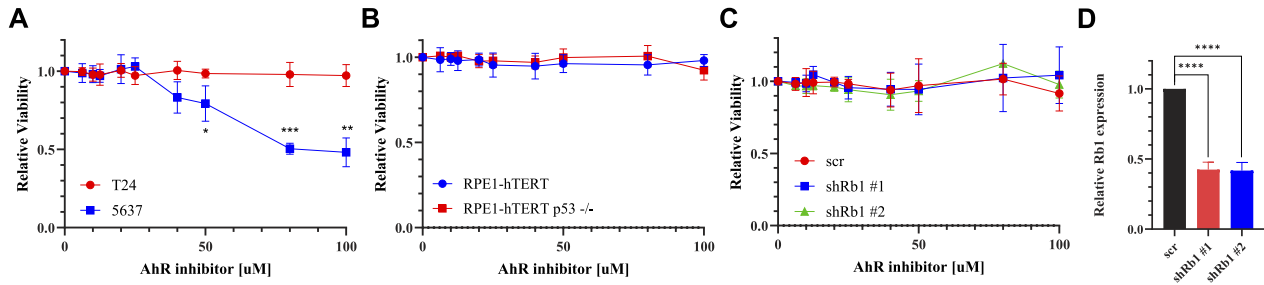 A
Relative Viability
1.0
0.5
0.0
0
50
100
AhR inhibitor [uM]
T24
5637
*
***
**
B
Relative Viability
1.0
0.5
0.0
0
50
100
AhR inhibitor [uM]
RPE1-hTERT
RPE1-hTERT p53 -/-
C
Relative Viability
1.0
0.5
0.0
0
50
100
AhR inhibitor [uM]
scr
shRb1 #1
shRb1 #2
D
Relative Rb1 expression
1.0
0.5
0.0
****
****
scr
shRb1 #1
shRb1 #2